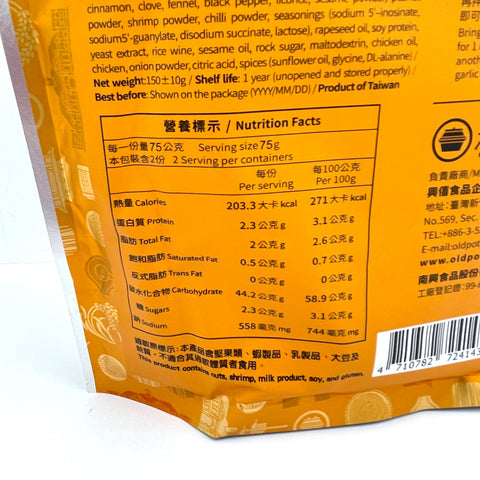 cinnamon, clove, fennel, black pepper, licorice, sesame powder,
powder, shrimp powder, chilli powder, seasonings (sodium 5'-inosinate,
sodium5'-guanylate, disodium succinate, lactose), rapeseed oil, soy protein,
yeast extract, rice wine, sesame oil, rock sugar, maltodextrin, chicken oil,
chicken, onion powder, citric acid, spices (sunflower oil, glycine, DL-alanine) /
Net weight:150±10g / Shelf life: 1 year (unopened and stored properly) /
Best before: Shown on the package (YYYY/MM/DD) / Product of Taiwan
營養標示 / Nutrition Facts
每一份量75公克 Serving size 75g
本包裝含2份 2 Serving per containers
每份 每100公克
Per serving Per 100g
熱量 Calories 203.3 大卡 kcal 271 大卡 kcal
蛋白質 Protein 2.3 公克 g 3.1 公克 g
脂肪 Total Fat 2 公克 g 2.6 公克 g
飽和脂肪 Saturated Fat 0.5 公克 g 0.7 公克 g
反式脂肪 Trans Fat 0 公克 g 0 公克 g
碳水化合物 Carbohydrate 44.2 公克 g 58.9 公克 g
糖 Sugars 2.3 公克 g 3.1 公克 g
鈉 Sodium 558 毫克 mg 744 毫克 mg
過敏原標示:本產品含堅果類、蝦製品、乳製品、大豆及
麩質,不適合其過敏體質者食用。
This product contains nuts, shrimp, milk product, soy, and gluten.
即可
Bring
for 1
anothe
garlic
負責廠商/M
興值食品企
地址:臺灣新
No.569, Sec.
TEL:+886-3-5
E-mail:oldpot
www.oldpo
南興食品股份
工廠登記證:99-6
4 710782 724143